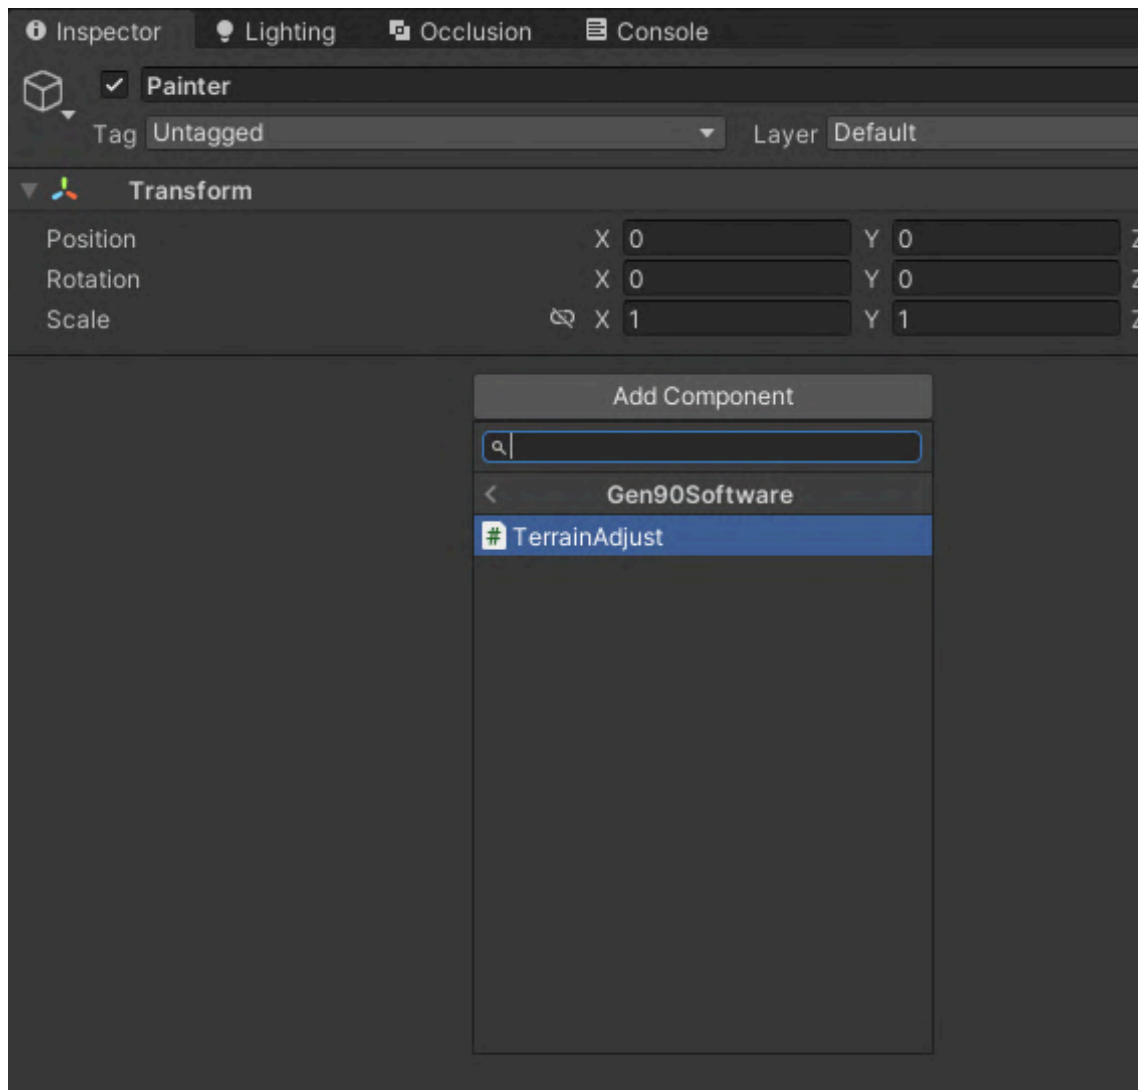 Inspector Lighting Occlusion Console
Painter
Tag Untagged Layer Default
Transform
Position X 0 Y 0 Z
Rotation X 0 Y 0 Z
Scale X 1 Y 1 Z
Add Component
Gen90Software
# TerrainAdjust